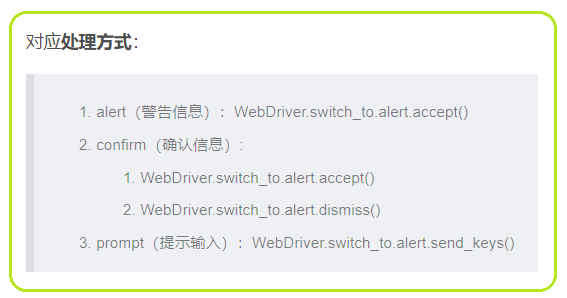 对应处理方式：
1. alert（警告信息）：WebDriver.switch_to.alert.accept()
2. confirm（确认信息）:
1. WebDriver.switch_to.alert.accept()
2. WebDriver.switch_to.alert.dismiss()
3. prompt（提示输入）：WebDriver.switch_to.alert.send_keys()